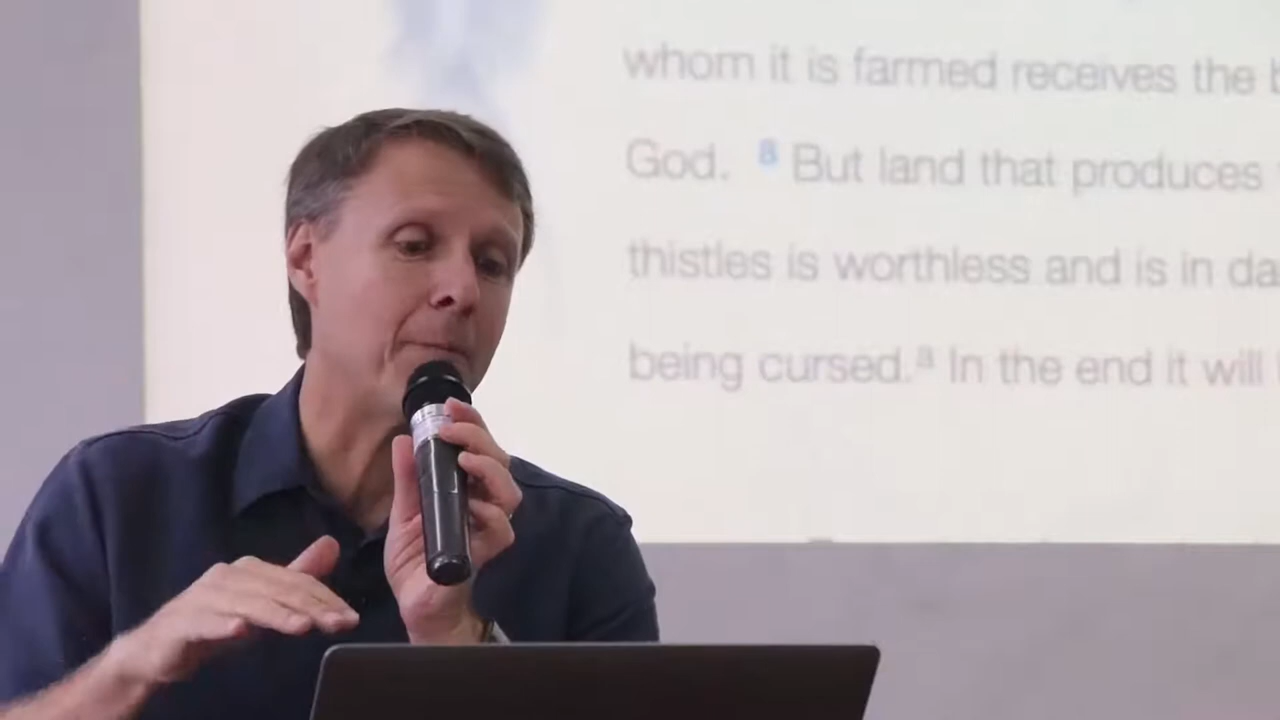 whom it is farmed receives the
God. 8 But land that produces
thistles is worthless and is in
being cursed.a In the end it will